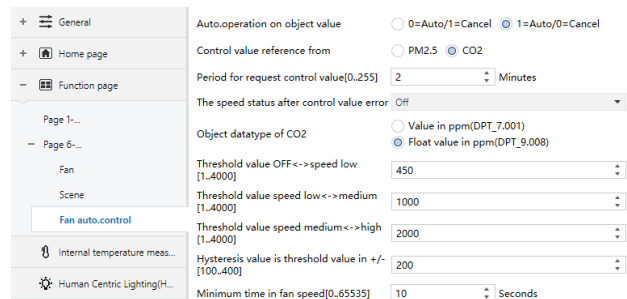 + General
+ Home page
− Function page
Page 1-...
− Page 6-...
Fan
Scene
Fan auto.control
Internal temperature meas...
Human Centric Lighting(H...
Auto.operation on object value 0=Auto/1=Cancel 1=Auto/0=Cancel
Control value reference from PM2.5 CO2
Period for request control value[0..255] 2 Minutes
The speed status after control value error Off
Object datatype of CO2 Value in ppm(DPT_7.001)
Float value in ppm(DPT_9.008)
Threshold value OFF<->speed low
[1..4000] 450
Threshold value speed low<->medium
[1..4000] 1000
Threshold value speed medium<->high
[1..4000] 2000
Hysteresis value is threshold value in +/-
[100..400] 200
Minimum time in fan speed[0..65535] 10 Seconds